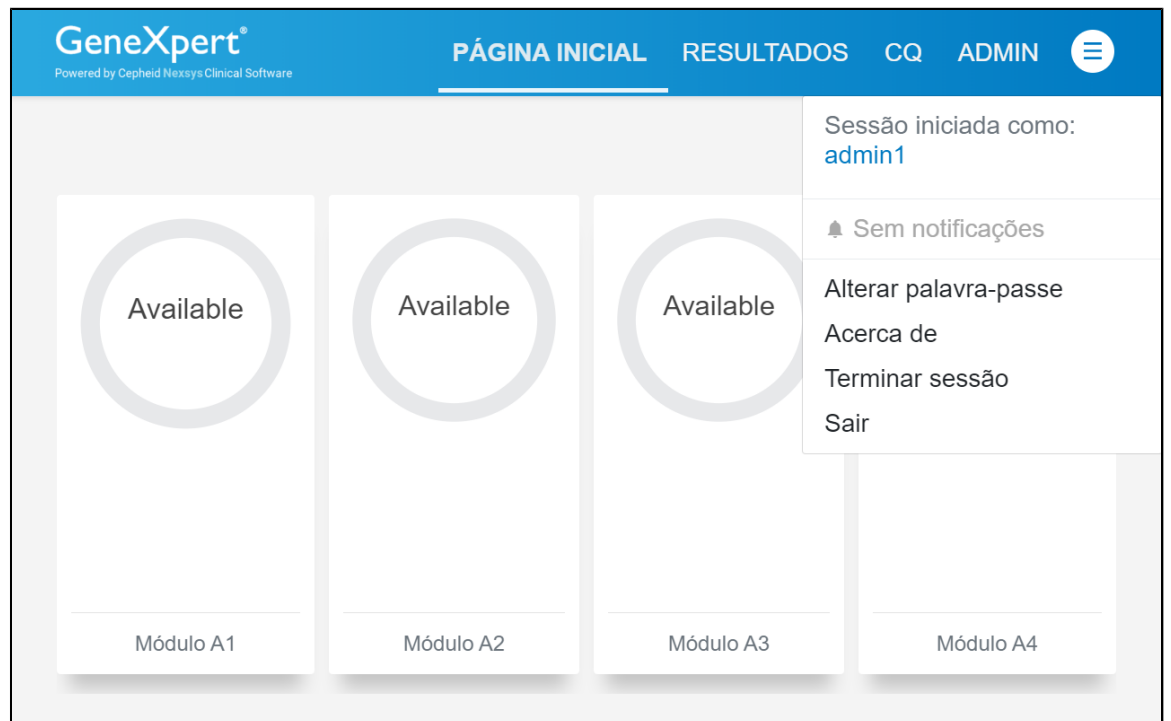 GeneXpert®
Powered by Cepheid Nexsys Clinical Software
PÁGINA INICIAL RESULTADOS CQ ADMIN
Sessão iniciada como:
admin1
Sem notificações
Alterar palavra-passe
Acerca de
Terminar sessão
Sair
Available Available Available
Módulo A1 Módulo A2 Módulo A3 Módulo A4